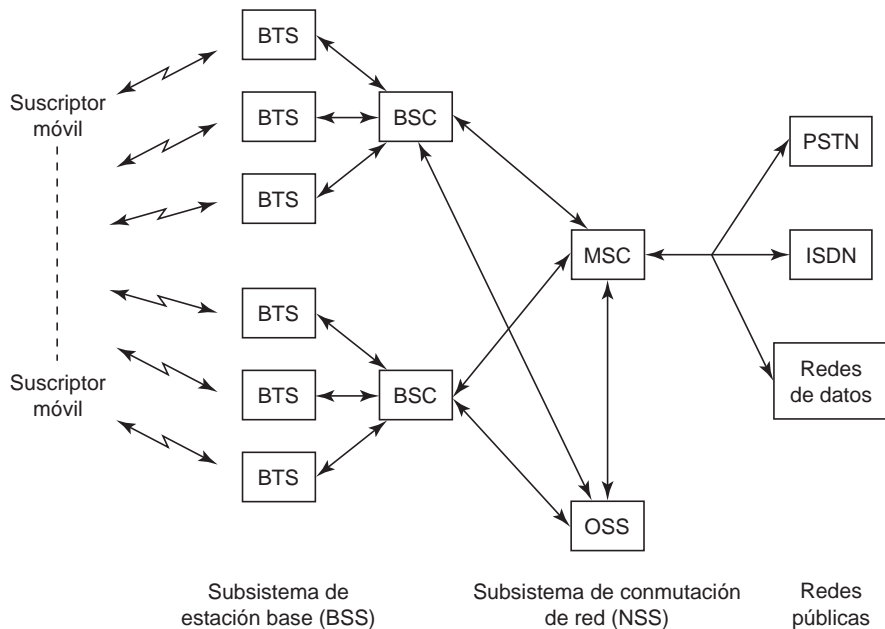 BTS
BTS
BTS
Suscriptor
móvil
BSC
PSTN
MSC
ISDN
BTS
BTS
BTS
Suscriptor
móvil
BSC
Redes
de datos
OSS
Subsistema de
estación base (BSS)
Subsistema de conmutación
de red (NSS)
Redes
públicas